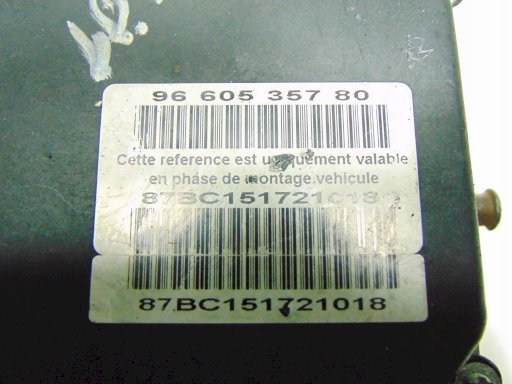 96 605 357 80
Cette reference est uniquement valable
en phase de montage vehicule
87BC151721018
87BC151721018